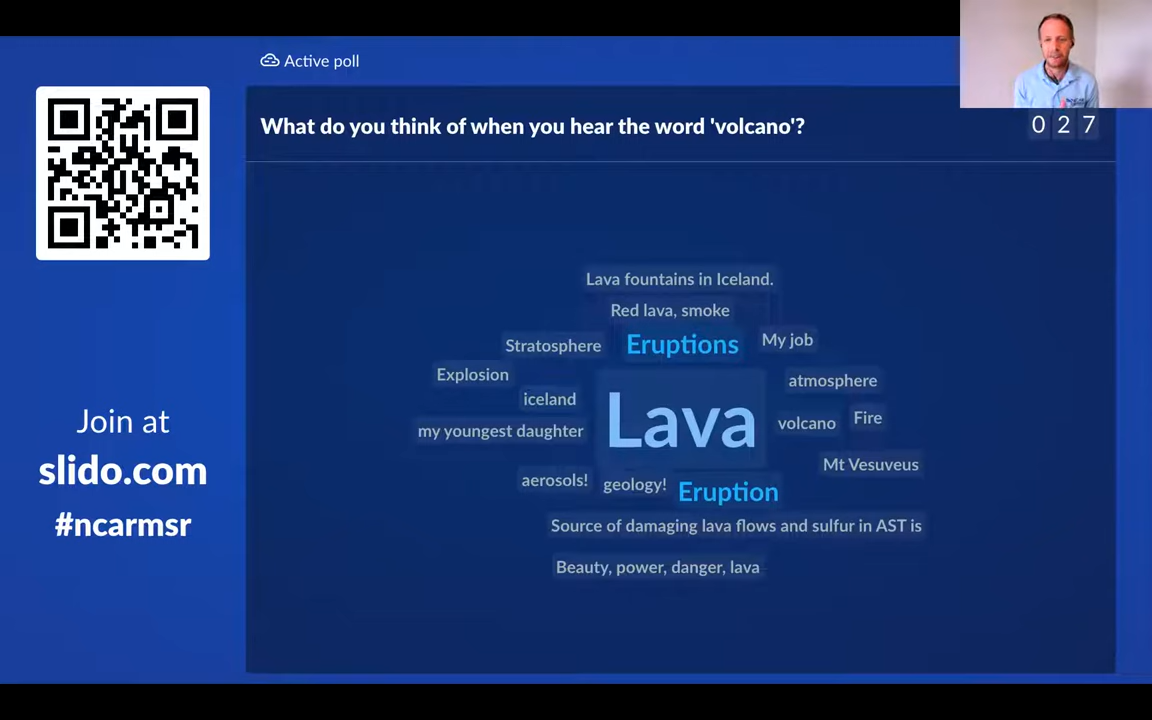 Active poll
What do you think of when you hear the word 'volcano'?
0 2 7
Lava fountains in Iceland.
Red lava, smoke
Stratosphere
Eruptions
My job
Explosion
atmosphere
iceland
Lava
my youngest daughter
volcano
Fire
Mt Vesuveus
aerosols!
geology!
Eruption
Source of damaging lava flows and sulfur in AST is
Beauty, power, danger, lava
Join at
slido.com
#ncarmsr